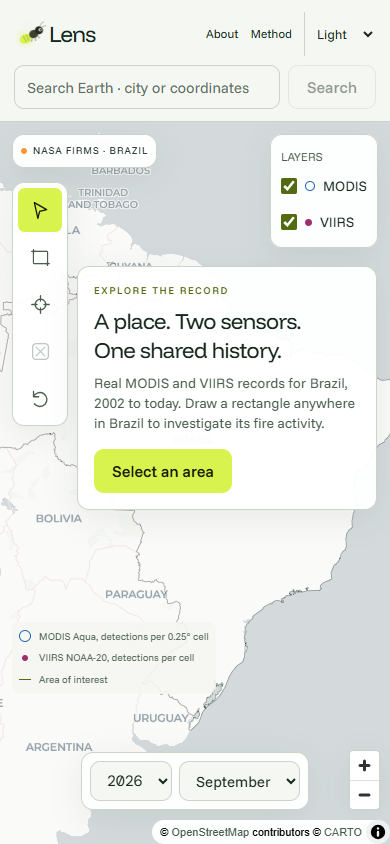 Lens
About Method Light
Search Earth · city or coordinates Search
NASA FIRMS · BRAZIL
BARBADOS
TRINIDAD
AND TOBAGO
LAYERS
MODIS
VIIRS
EXPLORE THE RECORD
A place. Two sensors.
One shared history.
Real MODIS and VIIRS records for Brazil,
2002 to today. Draw a rectangle anywhere
in Brazil to investigate its fire activity.
Select an area
BOLIVIA
PARAGUAY
MODIS Aqua, detections per 0.25° cell
VIIRS NOAA-20, detections per cell
Area of interest
URUGUAY
ARGENTINA
2026 September
© OpenStreetMap contributors © CARTO